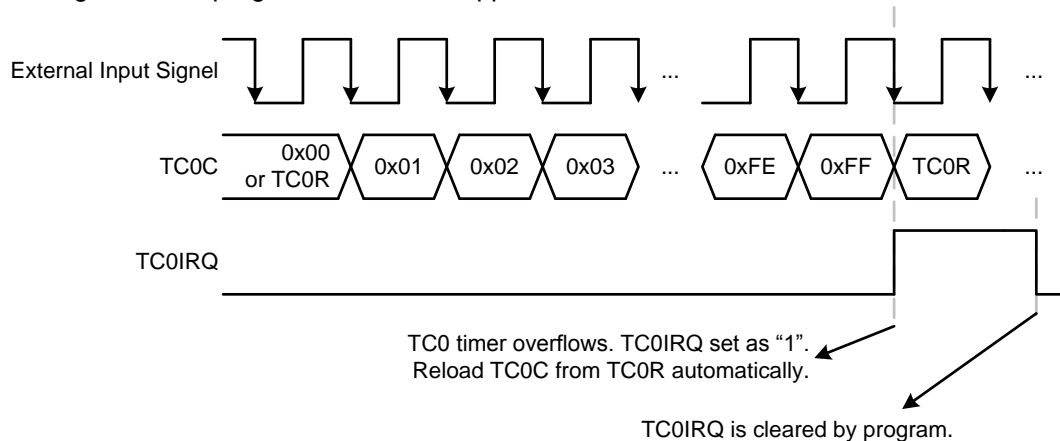 External Input Signel
...
...
TC0C
0x00
or TC0R
0x01
0x02
0x03
...
0xFE
0xFF
TC0R
...
TC0IRQ
TC0 timer overflows. TC0IRQ set as “1”.
Reload TC0C from TC0R automatically.
TC0IRQ is cleared by program.